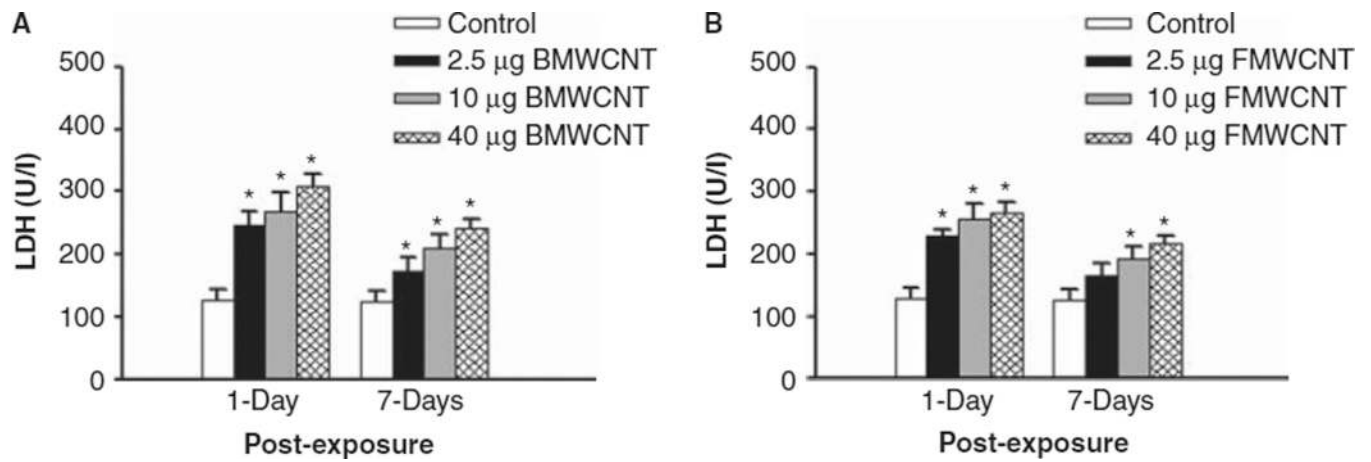 A
Control
2.5 μg BMWCNT
10 μg BMWCNT
40 μg BMWCNT
500
400
300
200
100
0
LDH (U/l)
* * *
* * *
1-Day 7-Days
Post-exposure
B
Control
2.5 μg FMWCNT
10 μg FMWCNT
40 μg FMWCNT
500
400
300
200
100
0
LDH (U/l)
* * *
* *
1-Day 7-Days
Post-exposure